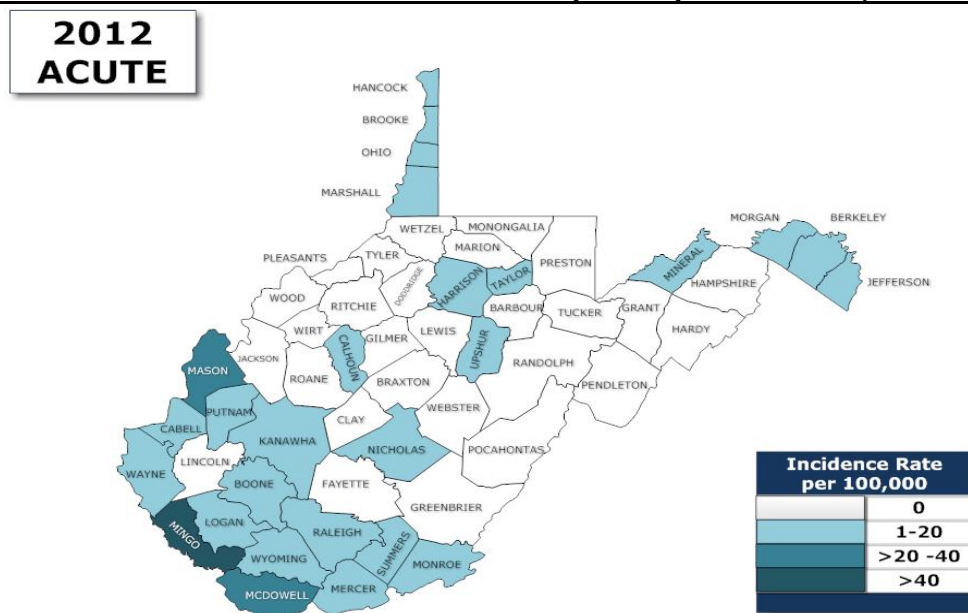 2012
ACUTE
HANCOCK
BROOKE
OHIO
MARSHALL
WETZEL
MONONGALIA
MORGAN
BERKELEY
MARION
PLEASANTS
TYLER
PRESTON
MINERAL
DODDRIDGE
HARRISON
TAYLOR
HAMPSHIRE
JEFFERSON
WOOD
RITCHIE
BARBOUR
TUCKER
GRANT
WIRT
LEWIS
HARDY
GILMER
CALHOUN
UPSHUR
JACKSON
RANDOLPH
MASON
ROANE
BRAXTON
PENDLETON
PUTNAM
WEBSTER
CABELL
CLAY
KANAWHA
NICHOLAS
POCAHONTAS
LINCOLN
WAYNE
BOONE
FAYETTE
GREENBRIER
LOGAN
MINGO
RALEIGH
SUMMERS
WYOMING
MONROE
MERCER
MCDOWELL
Incidence Rate
per 100,000
0
1-20
>20 -40
>40